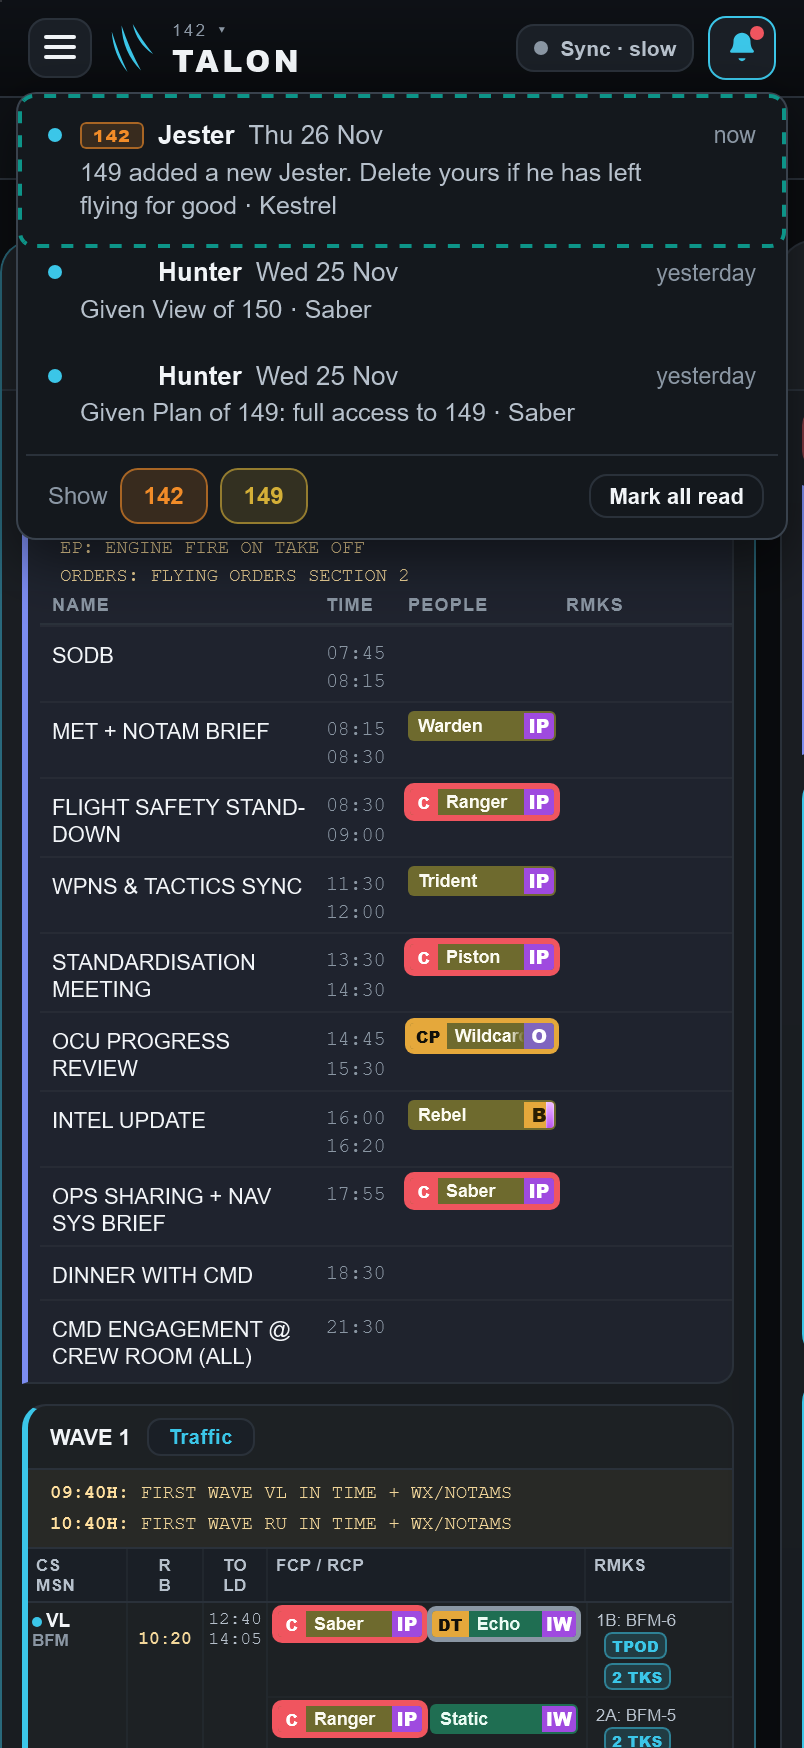 142 ▾
TALON
Sync · slow
142 Jester Thu 26 Nov now
149 added a new Jester. Delete yours if he has left
flying for good · Kestrel
Hunter Wed 25 Nov yesterday
Given View of 150 · Saber
Hunter Wed 25 Nov yesterday
Given Plan of 149: full access to 149 · Saber
Show 142 149 Mark all read
EP: ENGINE FIRE ON TAKE OFF
ORDERS: FLYING ORDERS SECTION 2
NAME TIME PEOPLE RMKS
SODB 07:45
08:15
MET + NOTAM BRIEF 08:15 Warden IP
08:30
FLIGHT SAFETY STAND- 08:30 C Ranger IP
DOWN 09:00
WPNS & TACTICS SYNC 11:30 Trident IP
12:00
STANDARDISATION 13:30 C Piston IP
MEETING 14:30
OCU PROGRESS 14:45 CP Wildcar O
REVIEW 15:30
INTEL UPDATE 16:00 Rebel B
16:20
OPS SHARING + NAV 17:55 C Saber IP
SYS BRIEF
DINNER WITH CMD 18:30
CMD ENGAGEMENT @ 21:30
CREW ROOM (ALL)
WAVE 1 Traffic
09:40H: FIRST WAVE VL IN TIME + WX/NOTAMS
10:40H: FIRST WAVE RU IN TIME + WX/NOTAMS
CS R TO FCP / RCP RMKS
MSN B LD
VL 12:40 C Saber IP DT Echo IW 1B: BFM-6
BFM 10:20 14:05 TPOD
2 TKS
C Ranger IP Static IW 2A: BFM-5
2 TKS